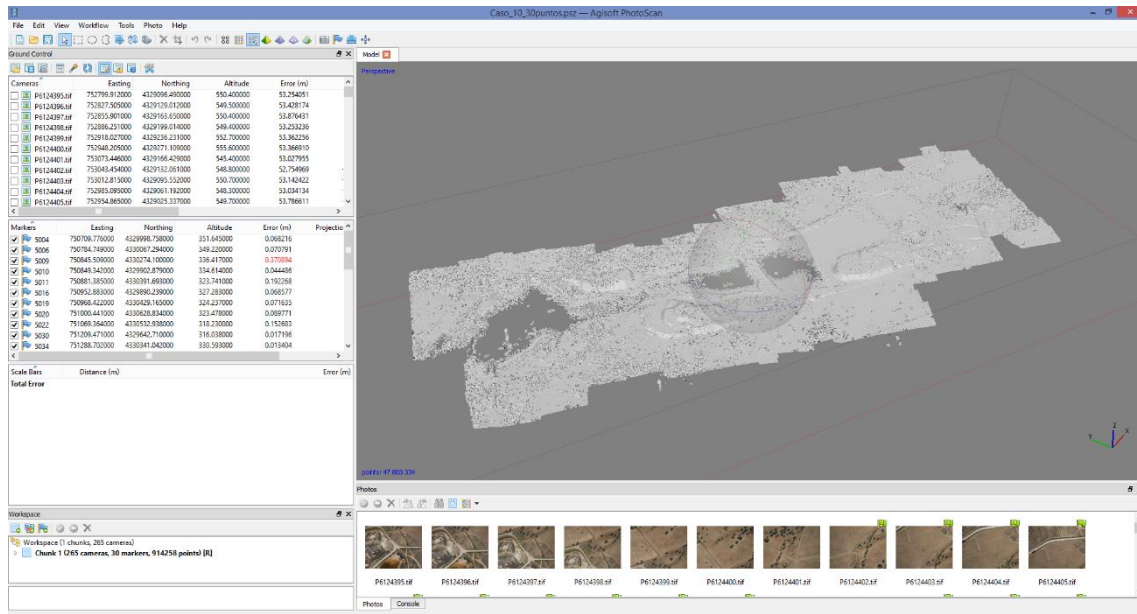 Caso_10_30puntos.psz — Agisoft PhotoScan
File Edit View Workflow Tools Photo Help
Ground Control
Cameras Easting Northing Altitude Error (m)
P6124395.tif 752799.912000 4329096.490000 550.400000 53.254051
P6124396.tif 752827.505000 4329129.012000 549.500000 53.428174
P6124397.tif 752855.901000 4329163.650000 550.400000 53.876431
P6124398.tif 752886.251000 4329199.014000 549.400000 53.253236
P6124399.tif 752918.027000 4329236.231000 552.700000 53.362256
P6124400.tif 752948.205000 4329271.109000 555.600000 53.366910
P6124401.tif 753073.446000 4329166.429000 545.400000 53.027955
P6124402.tif 753043.454000 4329132.061000 548.800000 52.754969
P6124403.tif 753012.815000 4329095.552000 550.700000 53.142422
P6124404.tif 752985.095000 4329061.192000 548.300000 53.034134
P6124405.tif 752954.865000 4329025.337000 549.700000 53.786611
Markers Easting Northing Altitude Error (m) Projectio
5004 750709.776000 4329998.758000 351.645000 0.068216
5006 750784.749000 4330067.294000 349.220000 0.070791
5009 750845.509000 4330274.100000 336.417000 0.370894
5010 750849.342000 4329902.879000 334.614000 0.044486
5011 750881.385000 4330391.693000 323.741000 0.192268
5016 750952.883000 4329890.239000 327.283000 0.068577
5019 750968.422000 4330429.165000 324.237000 0.071635
5020 751000.441000 4330628.834000 323.478000 0.089771
5022 751069.364000 4330532.938000 318.230000 0.152683
5030 751209.471000 4329642.710000 316.038000 0.017196
5034 751288.702000 4330341.042000 330.593000 0.013404
Scale Bars Distance (m) Error (m)
Total Error
Workspace
Workspace (1 chunks, 265 cameras)
Chunk 1 (265 cameras, 30 markers, 914258 points) [R]
Model
Perspective
Z
Y
X
points: 47 803 334
Photos
P6124395.tif P6124396.tif P6124397.tif P6124398.tif P6124399.tif P6124400.tif P6124401.tif P6124402.tif P6124403.tif P6124404.tif P6124405.tif
Photos Console